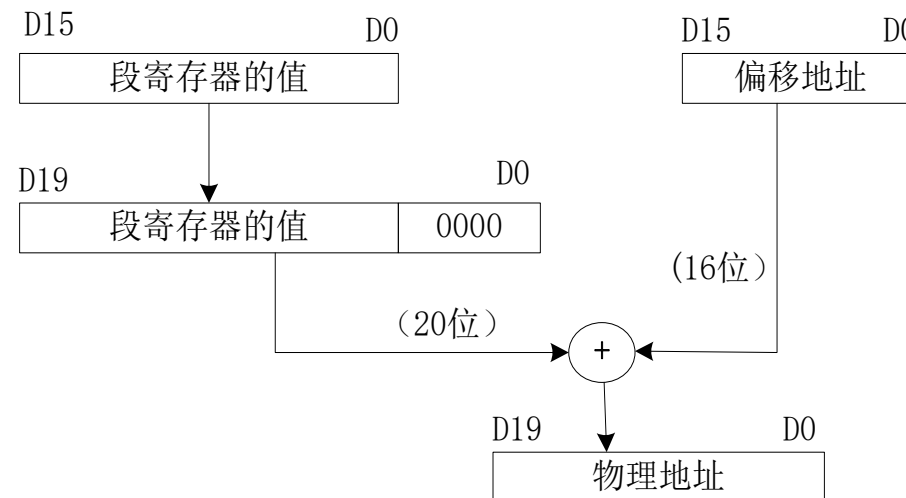 D15 D0
段寄存器的值
D15 D0
偏移地址
D19 D0
段寄存器的值 0000
(16位）
（20位）
+
D19 D0
物理地址